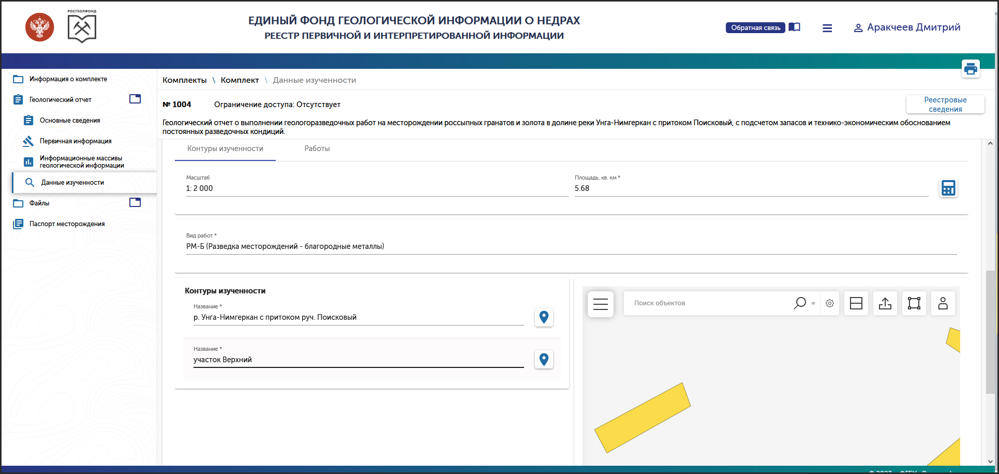 РОСГЕОЛФОНД
ЕДИНЫЙ ФОНД ГЕОЛОГИЧЕСКОЙ ИНФОРМАЦИИ О НЕДРАХ
РЕЕСТР ПЕРВИЧНОЙ И ИНТЕРПРЕТИРОВАННОЙ ИНФОРМАЦИИ
Обратная связь
Аракчеев Дмитрий
Информация о комплекте
Геологический отчет
Основные сведения
Первичная информация
Информационные массивы
геологической информации
Данные изученности
Файлы
Паспорт месторождения
Комплекты \ Комплект \ Данные изученности
№ 1004 Ограничение доступа: Отсутствует
Реестровые
сведения
Геологический отчет о выполнении геологоразведочных работ на месторождении россыпных гранатов и золота в долине реки Унга-Нимгеркан с притоком Поисковый, с подсчетом запасов и технико-экономическим обоснованием
постоянных разведочных кондиций.
Контуры изученности Работы
Масштаб
1: 2 000
Площадь, кв. км *
5.68
Вид работ *
РМ-Б (Разведка месторождений - благородные металлы)
Контуры изученности
Название *
р. Унга-Нимгеркан с притоком руч. Поисковый
Название *
участок Верхний
Поиск объектов